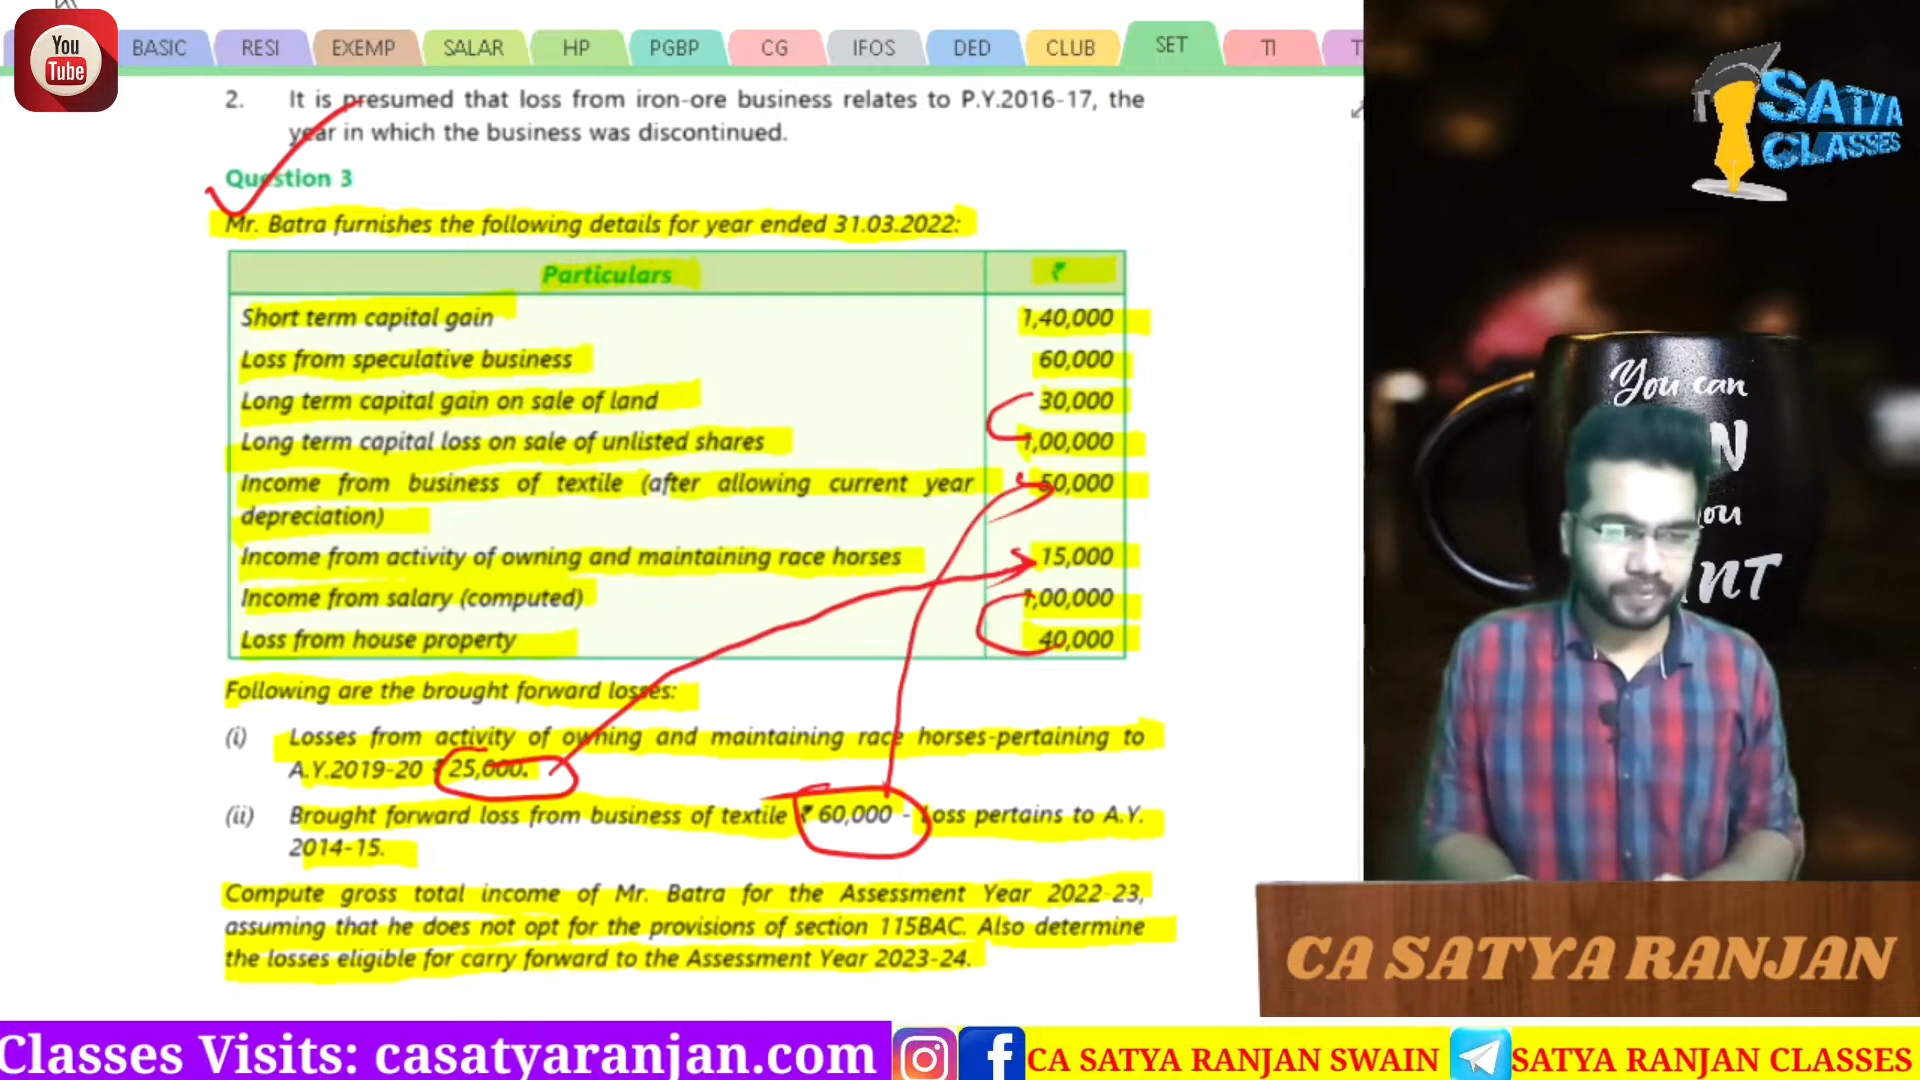 You
Tube
BASIC RESI EXEMP SALAR HP PGBP CG IFOS DED CLUB SET TI T
2. It is presumed that loss from iron-ore business relates to P.Y.2016-17, the
year in which the business was discontinued.
Question 3
Mr. Batra furnishes the following details for year ended 31.03.2022:
Particulars ₹
Short term capital gain 1,40,000
Loss from speculative business 60,000
Long term capital gain on sale of land 30,000
Long term capital loss on sale of unlisted shares 1,00,000
Income from business of textile (after allowing current year 50,000
depreciation)
Income from activity of owning and maintaining race horses 15,000
Income from salary (computed) 1,00,000
Loss from house property 40,000
Following are the brought forward losses:
(i) Losses from activity of owning and maintaining race horses-pertaining to
A.Y.2019-20 ₹ 25,000.
(ii) Brought forward loss from business of textile ₹ 60,000 - Loss pertains to A.Y.
2014-15.
Compute gross total income of Mr. Batra for the Assessment Year 2022-23,
assuming that he does not opt for the provisions of section 115BAC. Also determine
the losses eligible for carry forward to the Assessment Year 2023-24.
SATYA
CLASSES
You can
CA SATYA RANJAN
Classes Visits: casatyaranjan.com CA SATYA RANJAN SWAIN SATYA RANJAN CLASSES